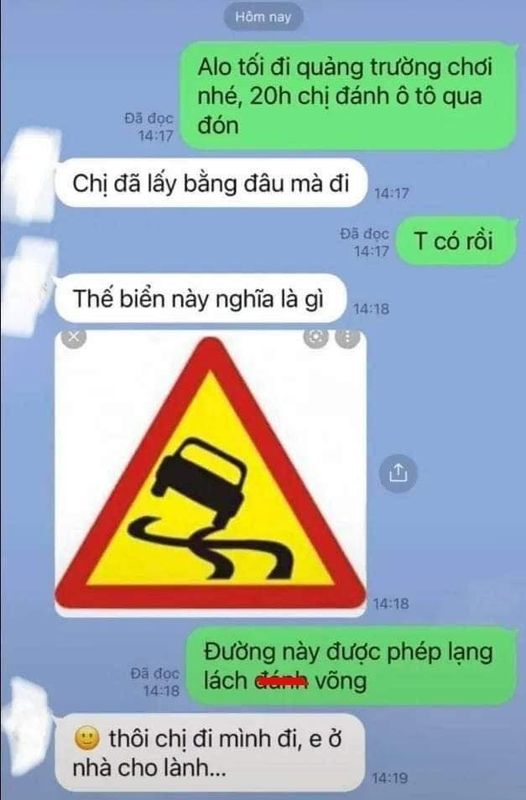 Hôm nay
Alo tối đi quảng trường chơi
nhé, 20h chị đánh ô tô qua
đón
Đã đọc
14:17
Chị đã lấy bằng đâu mà đi
14:17
Đã đọc
14:17
T có rồi
Thế biển này nghĩa là gì
14:18
14:18
Đường này được phép lạng
lách đánh võng
Đã đọc
14:18
🙂 thôi chị đi mình đi, e ở
nhà cho lành...
14:19